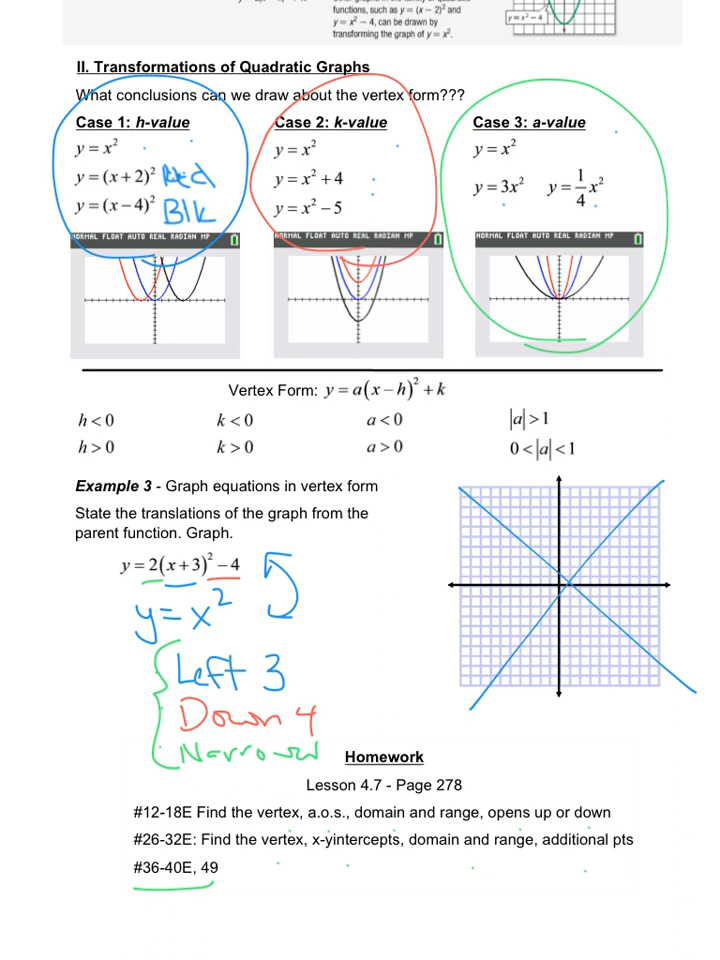 functions, such as y = (x – 2)² and
y = x² – 4, can be drawn by
transforming the graph of y = x².
y = x² – 4
II. Transformations of Quadratic Graphs
What conclusions can we draw about the vertex form???
Case 1: h-value
y = x²
y = (x + 2)² Red
y = (x – 4)² Blk
NORMAL FLOAT AUTO REAL RADIAN MP
Case 2: k-value
y = x²
y = x² + 4
y = x² – 5
NORMAL FLOAT AUTO REAL RADIAN MP
Case 3: a-value
y = x²
y = 3x² y = 1/4 x²
NORMAL FLOAT AUTO REAL RADIAN MP
Vertex Form: y = a(x – h)² + k
h < 0 k < 0 a < 0 |a| > 1
h > 0 k > 0 a > 0 0 < |a| < 1
Example 3 - Graph equations in vertex form
State the translations of the graph from the
parent function. Graph.
y = 2(x + 3)² – 4
y = x²
Left 3
Down 4
Homework
Lesson 4.7 - Page 278
#12-18E Find the vertex, a.o.s., domain and range, opens up or down
#26-32E: Find the vertex, x-yintercepts, domain and range, additional pts
#36-40E, 49